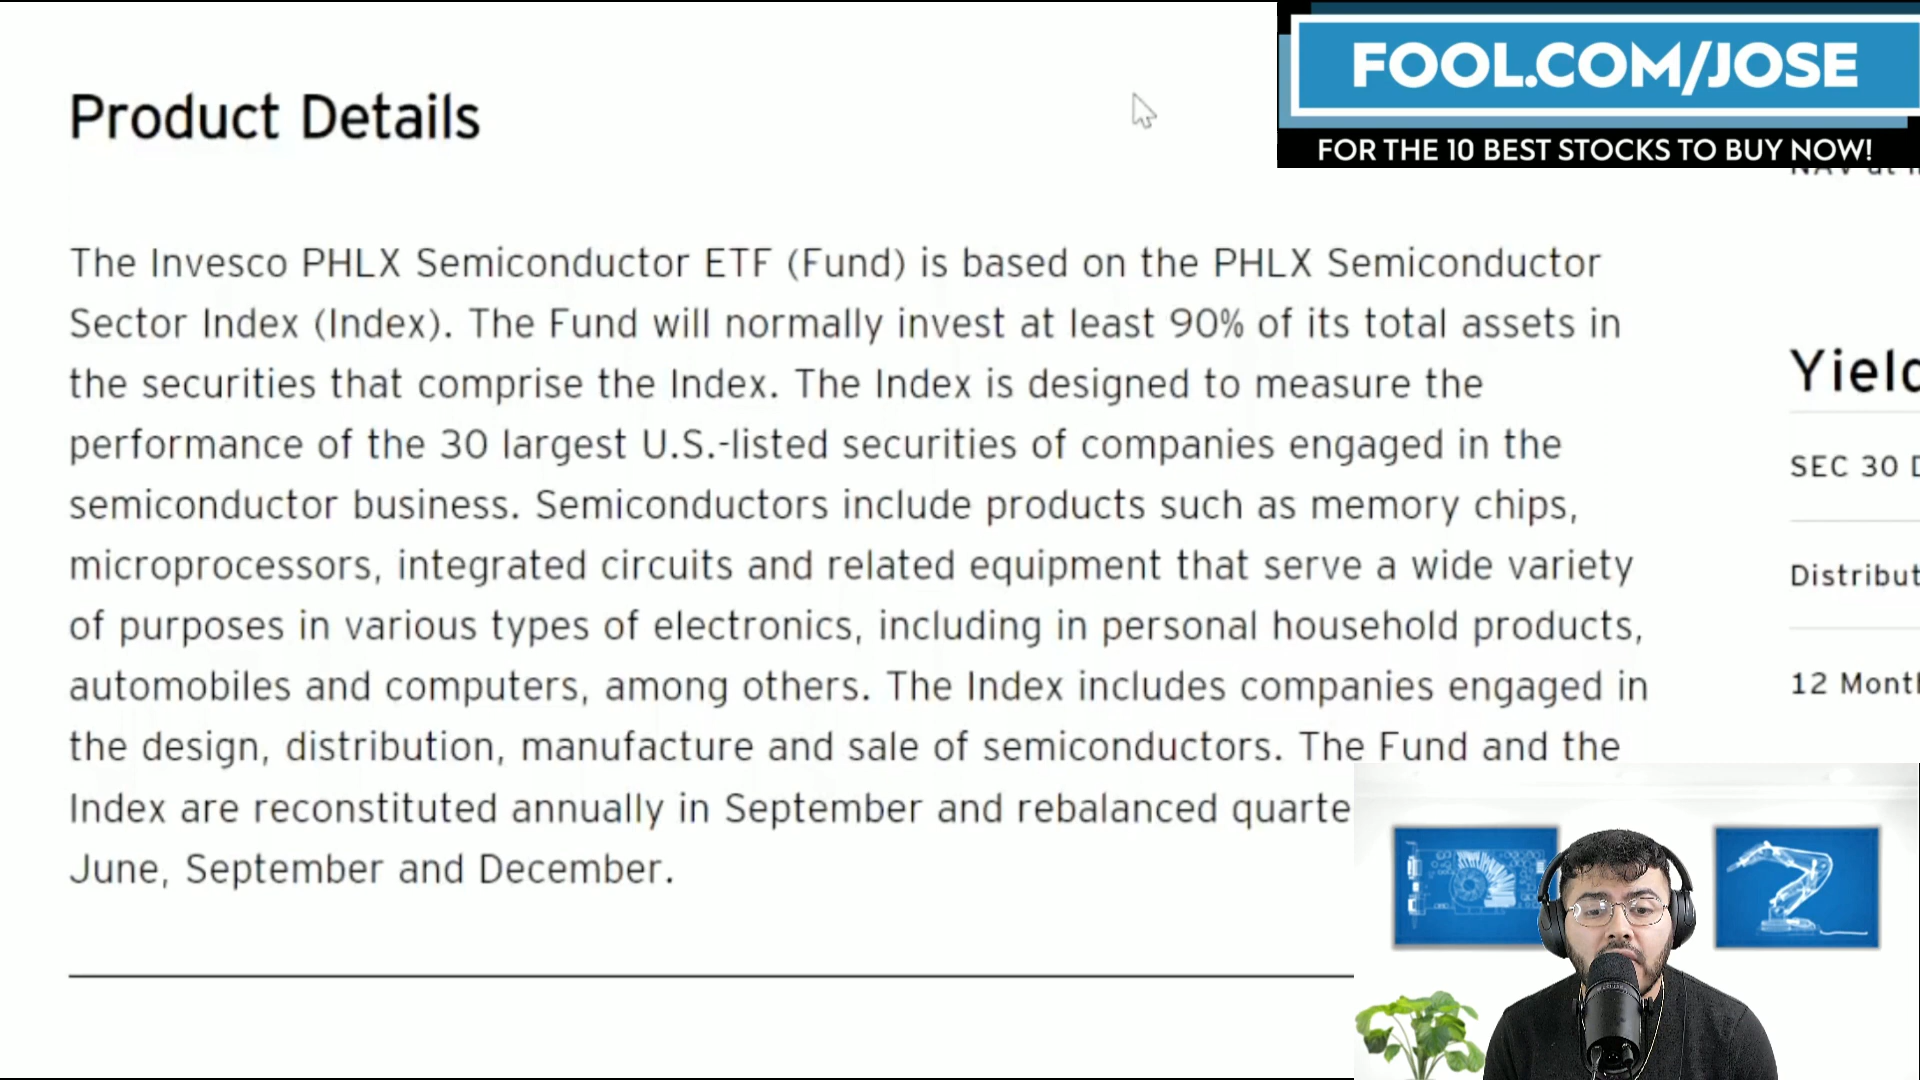 FOOL.COM/JOSE
FOR THE 10 BEST STOCKS TO BUY NOW!
Product Details
The Invesco PHLX Semiconductor ETF (Fund) is based on the PHLX Semiconductor
Sector Index (Index). The Fund will normally invest at least 90% of its total assets in
the securities that comprise the Index. The Index is designed to measure the
performance of the 30 largest U.S.-listed securities of companies engaged in the
semiconductor business. Semiconductors include products such as memory chips,
microprocessors, integrated circuits and related equipment that serve a wide variety
of purposes in various types of electronics, including in personal household products,
automobiles and computers, among others. The Index includes companies engaged in
the design, distribution, manufacture and sale of semiconductors. The Fund and the
Index are reconstituted annually in September and rebalanced quarte
June, September and December.
NAV at
Yield
SEC 30 D
Distribut
12 Month